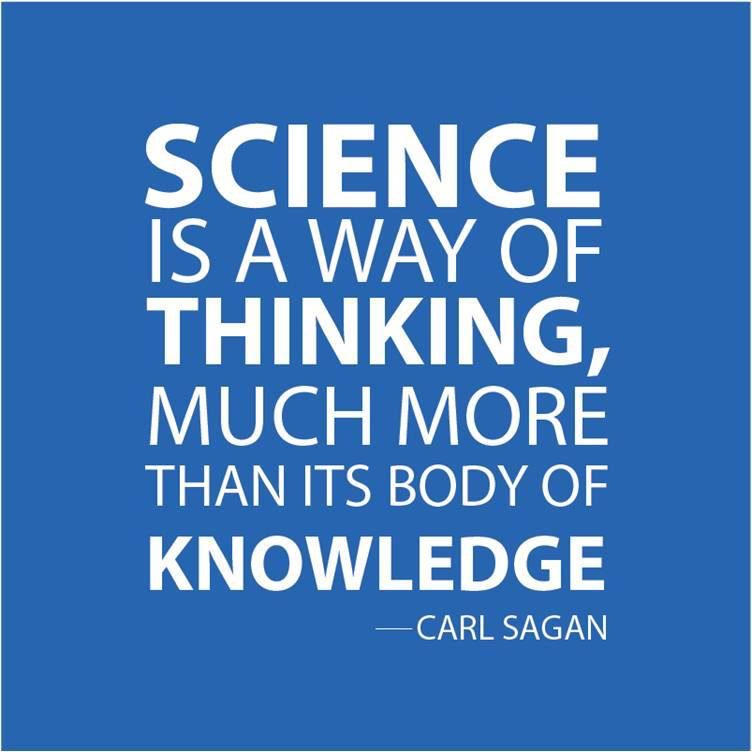 SCIENCE
IS A WAY OF
THINKING,
MUCH MORE
THAN ITS BODY OF
KNOWLEDGE
—CARL SAGAN